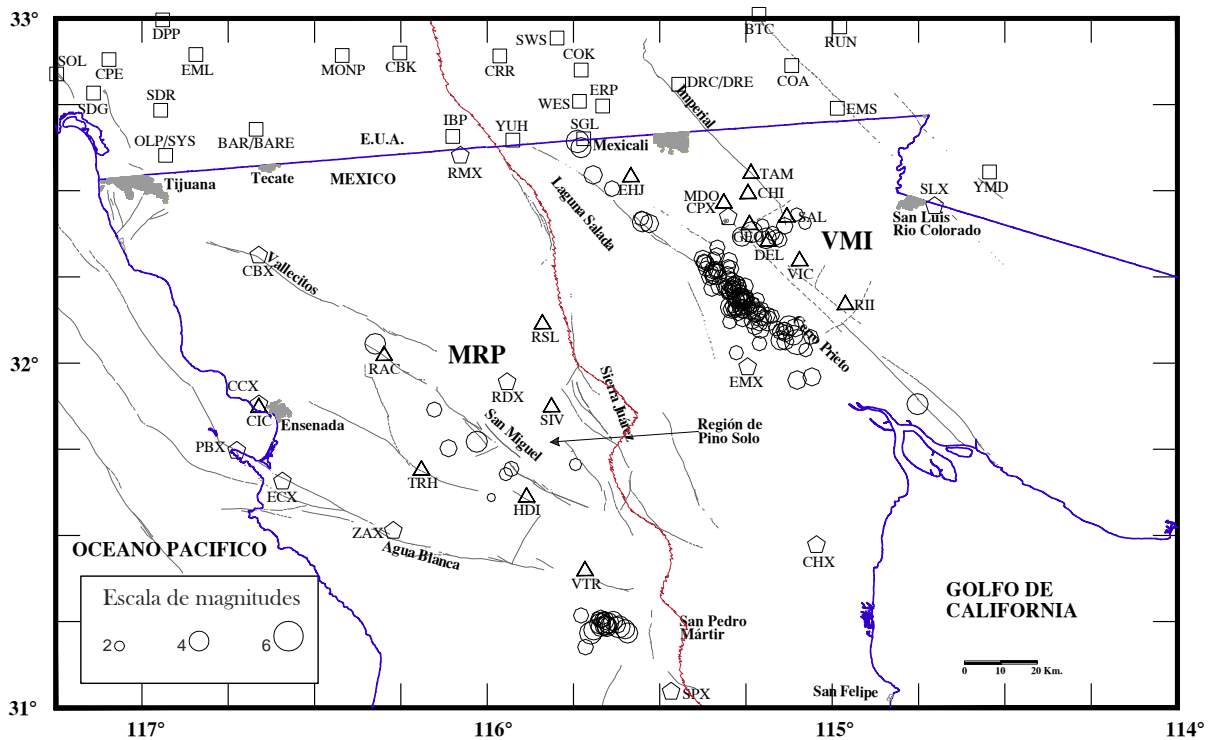 33°
DPP
BTC
RUN
SWS
SOL
CPE
EML
MONP
CBK
CRR
COK
COA
DRC/DRE
SDG
SDR
WES
ERP
EMS
Imperial
OLP/SYS
BAR/BARE
E.U.A.
IBP
YUH
SGL
Mexicali
Tijuana
Tecate
MEXICO
RMX
EHJ
TAM
CHI
MDO
CPX
SAL
SLX
YMD
San Luis
Rio Colorado
Laguna Salada
GEO
DEL
VMI
VIC
CBX
Vallecitos
RII
RSL
Cerro Prieto
32°
MRP
RAC
EMX
RDX
Sierra Juárez
CCX
CIC
Ensenada
SIV
San Miguel
Región de
Pino Solo
PBX
TRH
ECX
HDI
ZAX
Agua Blanca
OCEANO PACIFICO
CHX
VTR
GOLFO DE
CALIFORNIA
Escala de magnitudes
2
4
6
San Pedro
Mártir
0 10 20 Km.
SPX
San Felipe
31°
117°
116°
115°
114°